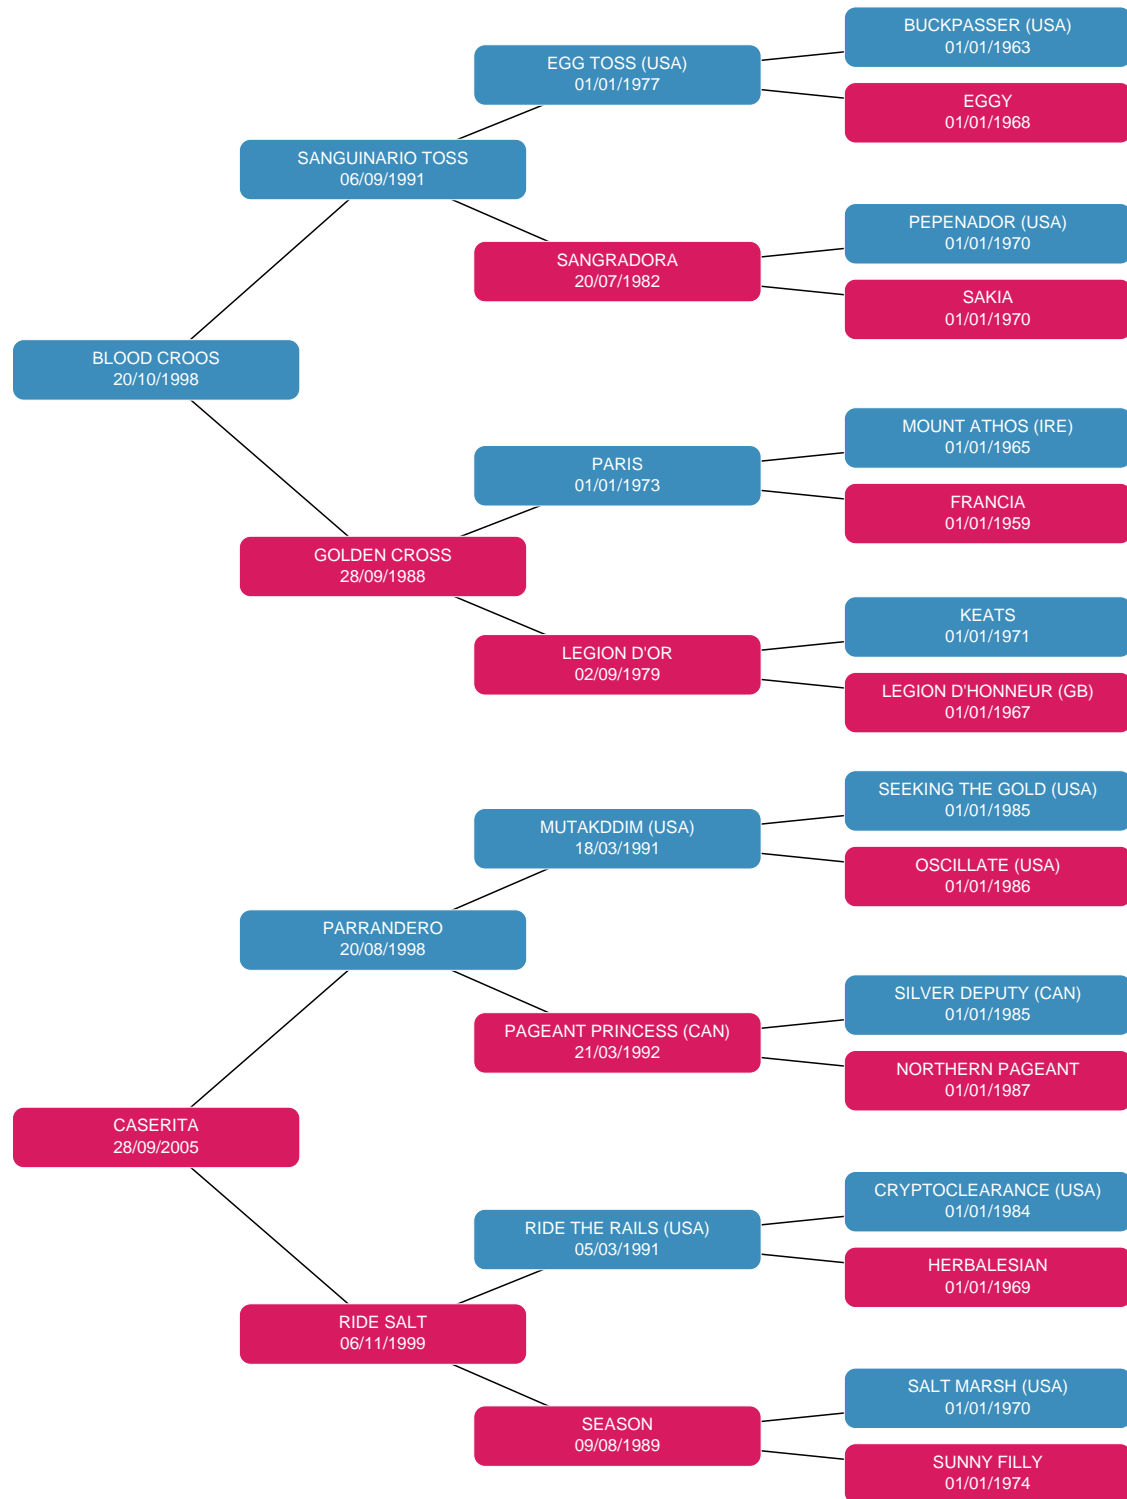 BUCKPASSER (USA)
01/01/1963
EGG TOSS (USA)
01/01/1977
EGGY
01/01/1968
SANGUINARIO TOSS
06/09/1991
PEPENADOR (USA)
01/01/1970
SANGRADORA
20/07/1982
SAKIA
01/01/1970
BLOOD CROOS
20/10/1998
MOUNT ATHOS (IRE)
01/01/1965
PARIS
01/01/1973
FRANCIA
01/01/1959
GOLDEN CROSS
28/09/1988
KEATS
01/01/1971
LEGION D'OR
02/09/1979
LEGION D'HONNEUR (GB)
01/01/1967
SEEKING THE GOLD (USA)
01/01/1985
MUTAKDDIM (USA)
18/03/1991
OSCILLATE (USA)
01/01/1986
PARRANDERO
20/08/1998
SILVER DEPUTY (CAN)
01/01/1985
PAGEANT PRINCESS (CAN)
21/03/1992
NORTHERN PAGEANT
01/01/1987
CASERITA
28/09/2005
CRYPTOCLEARANCE (USA)
01/01/1984
RIDE THE RAILS (USA)
05/03/1991
HERBALESIAN
01/01/1969
RIDE SALT
06/11/1999
SALT MARSH (USA)
01/01/1970
SEASON
09/08/1989
SUNNY FILLY
01/01/1974